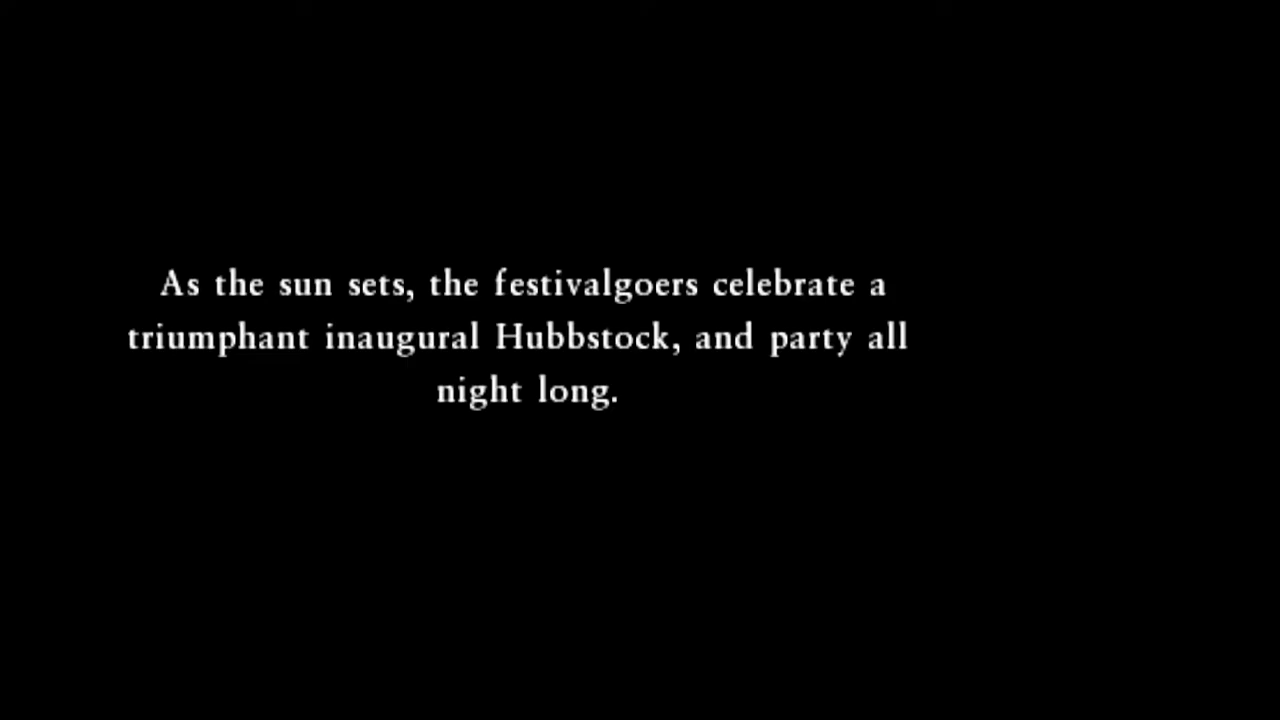 As the sun sets, the festivalgoers celebrate a
triumphant inaugural Hubbstock, and party all
night long.